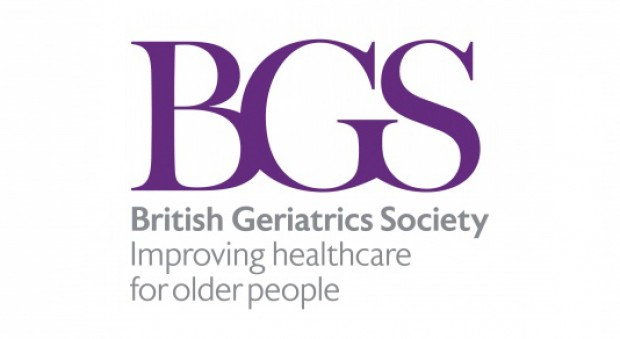 BGS
British Geriatrics Society
Improving healthcare
for older people